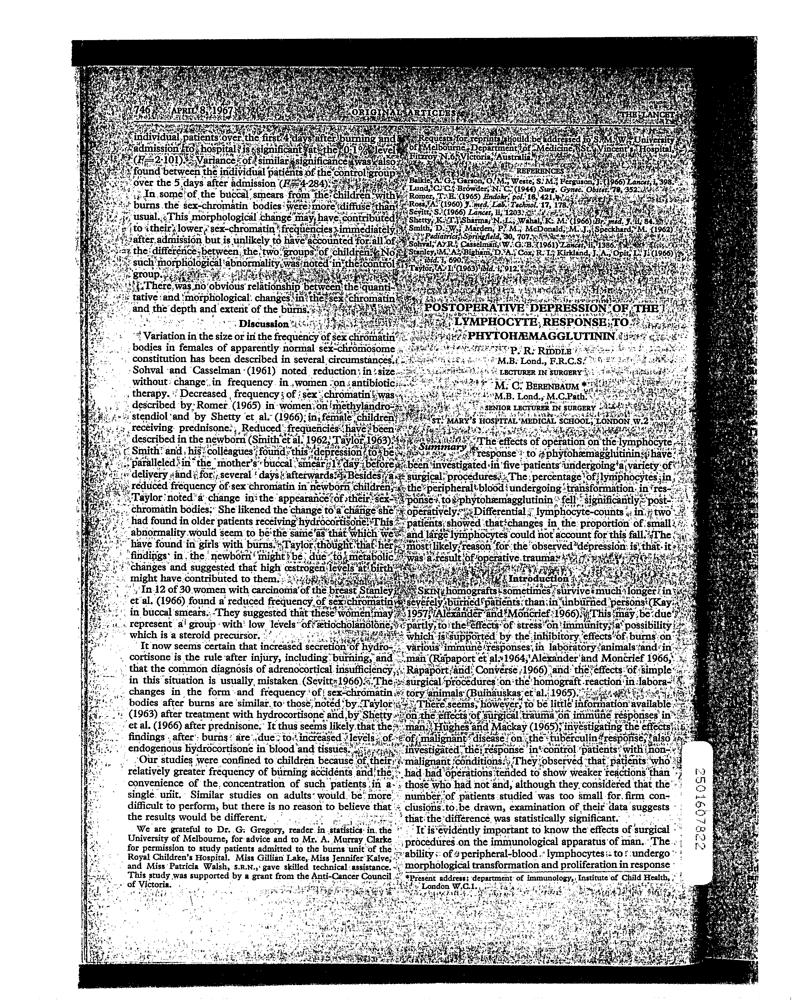 746 APRIL 8, 1967
ORIGINAL ARTICLES
THE LANCET
individual patients over the first 4 days after burning and
admission to hospital is significant at the 0·1% level
(F=2·101). Variance of similar significance was also
found between the individual patients of the control group
over the 5 days after admission (F=4·284).
In some of the buccal smears from the children with
burns the sex-chromatin bodies were more diffuse than
usual. This morphological change may have contributed
to their lower sex-chromatin frequencies immediately
after admission but is unlikely to have accounted for all of
the difference between the two groups of children. No
such morphological abnormality was noted in the control
group.
There was no obvious relationship between the quanti-
tative and morphological changes in the sex chromatin
and the depth and extent of the burns.
Discussion
Variation in the size or in the frequency of sex chromatin
bodies in females of apparently normal sex-chromosome
constitution has been described in several circumstances.
Sohval and Casselman (1961) noted reduction in size
without change in frequency in women on antibiotic
therapy. Decreased frequency of sex chromatin was
described by Romer (1965) in women on methylandro-
stendiol and by Shetty et al. (1966) in female children
receiving prednisone. Reduced frequencies have been
described in the newborn (Smith et al. 1962, Taylor 1963).
Smith and his colleagues found this depression to be
paralleled in the mother's buccal smear 1 day before
delivery and for several days afterwards. Besides a
reduced frequency of sex chromatin in newborn children,
Taylor noted a change in the appearance of their sex-
chromatin bodies. She likened the change to a change she
had found in older patients receiving hydrocortisone. This
abnormality would seem to be the same as that which we
have found in girls with burns. Taylor thought that her
findings in the newborn might be due to metabolic
changes and suggested that high œstrogen levels at birth
might have contributed to them.
In 12 of 30 women with carcinoma of the breast Stanley
et al. (1966) found a reduced frequency of sex chromatin
in buccal smears. They suggested that these women may
represent a group with low levels of ætiocholanolone,
which is a steroid precursor.
It now seems certain that increased secretion of hydro-
cortisone is the rule after injury, including burning, and
that the common diagnosis of adrenocortical insufficiency
in this situation is usually mistaken (Sevitt 1966). The
changes in the form and frequency of sex-chromatin
bodies after burns are similar to those noted by Taylor
(1963) after treatment with hydrocortisone and by Shetty
et al. (1966) after prednisone. It thus seems likely that the
findings after burns are due to increased levels of
endogenous hydrocortisone in blood and tissues.
Our studies were confined to children because of their
relatively greater frequency of burning accidents and the
convenience of the concentration of such patients in a
single unit. Similar studies on adults would be more
difficult to perform, but there is no reason to believe that
the results would be different.
We are grateful to Dr. G. Gregory, reader in statistics in the
University of Melbourne, for advice and to Mr. A. Murray Clarke
for permission to study patients admitted to the burns unit of the
Royal Children's Hospital. Miss Gillian Lake, Miss Jennifer Kalve,
and Miss Patricia Walsh, S.R.N., gave skilled technical assistance.
This study was supported by a grant from the Anti-Cancer Council
of Victoria.
Requests for reprints should be addressed to S. M. W., University
of Melbourne, Department of Medicine, St. Vincent's Hospital,
Fitzroy N.6, Victoria, Australia.
REFERENCES
Baikie, A. G., Garson, O. M., Weste, S. M., Ferguson, J. (1966) Lancet, i, 398.
Lund, C. C., Browder, N. C. (1944) Surg. Gynec. Obstet. 79, 352.
Romer, T. E. (1965) Endokr. pol. 16, 421.
Ross, A. (1960) J. med. Lab. Technol. 17, 178.
Sevitt, S. (1966) Lancet, ii, 1203.
Shetty, K. T., Sharma, N. L., Wahal, K. M. (1966) Br. med. J. ii, 84.
Smith, D. W., Marden, P. M., McDonald, M. J., Speckhard, M. (1962)
Pediatrics, Springfield, 30, 707.
Sohval, A. R., Casselman, W. G. B. (1961) Lancet, ii, 1386.
Stanley, M. A., Bigham, D. A., Cox, R. I., Kirkland, J. A., Opit, L. J. (1966)
ibid. i, 690.
Taylor, A. I. (1963) ibid. i, 912.
POSTOPERATIVE DEPRESSION OF THE
LYMPHOCYTE RESPONSE TO
PHYTOHÆMAGGLUTININ
P. R. RIDDLE
M.B. Lond., F.R.C.S.
LECTURER IN SURGERY
M. C. BERENBAUM *
M.B. Lond., M.C.Path.
SENIOR LECTURER IN SURGERY
ST. MARY'S HOSPITAL MEDICAL SCHOOL, LONDON W.2
Summary The effects of operation on the lymphocyte
response to phytohæmagglutinin have
been investigated in five patients undergoing a variety of
surgical procedures. The percentage of lymphocytes in
the peripheral blood undergoing transformation in res-
ponse to phytohæmagglutinin fell significantly post-
operatively. Differential lymphocyte-counts in two
patients showed that changes in the proportion of small
and large lymphocytes could not account for this fall. The
most likely reason for the observed depression is that it
was a result of operative trauma.
Introduction
SKIN homografts sometimes survive much longer in
severely burned patients than in unburned persons (Kay
1957, Alexander and Moncrief 1966). This may be due
partly to the effects of stress on immunity, a possibility
which is supported by the inhibitory effects of burns on
various immune responses in laboratory animals and in
man (Rapaport et al. 1964, Alexander and Moncrief 1966,
Rapaport and Converse 1966) and the effects of simple
surgical procedures on the homograft reaction in labora-
tory animals (Buihauskas et al. 1965).
There seems, however, to be little information available
on the effects of surgical trauma on immune responses in
man. Hughes and Mackay (1965), investigating the effects
of malignant disease on the tuberculin response, also
investigated the response in control patients with non-
malignant conditions. They observed that patients who
had had operations tended to show weaker reactions than
those who had not and, although they considered that the
number of patients studied was too small for firm con-
clusions to be drawn, examination of their data suggests
that the difference was statistically significant.
It is evidently important to know the effects of surgical
procedures on the immunological apparatus of man. The
ability of peripheral-blood lymphocytes to undergo
morphological transformation and proliferation in response
*Present address: department of immunology, Institute of Child Health,
London W.C.1.
2501607822